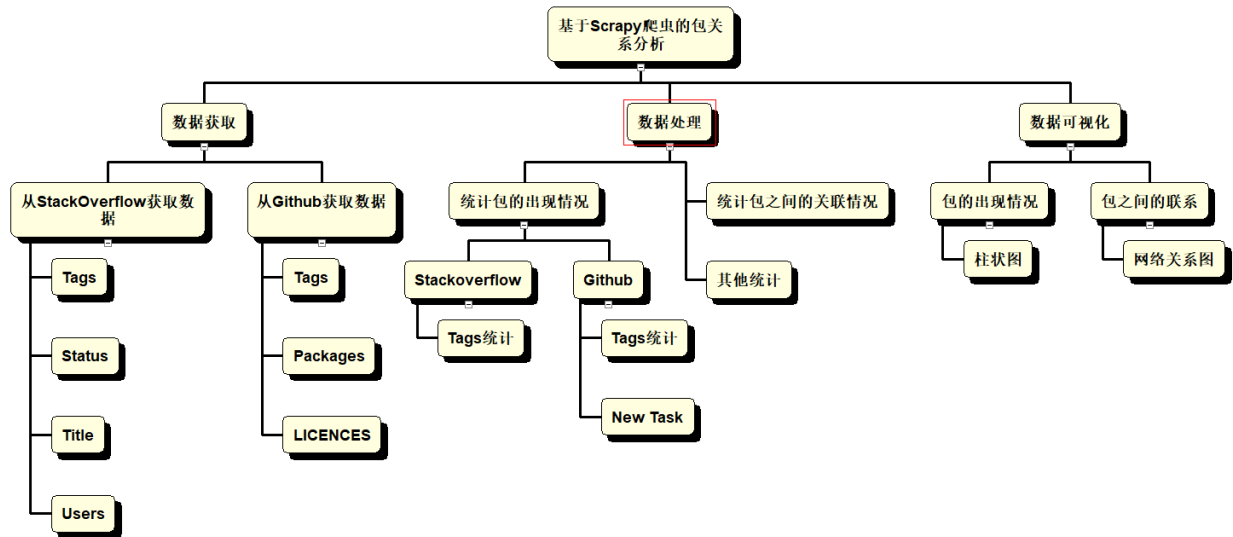 基于Scrapy爬虫的包关
系分析
数据获取
数据处理
数据可视化
从StackOverflow获取数
据
从Github获取数据
统计包的出现情况
统计包之间的关联情况
包的出现情况
包之间的联系
Tags
Tags
Stackoverflow
Github
其他统计
柱状图
网络关系图
Status
Packages
Tags统计
Tags统计
Title
LICENCES
New Task
Users